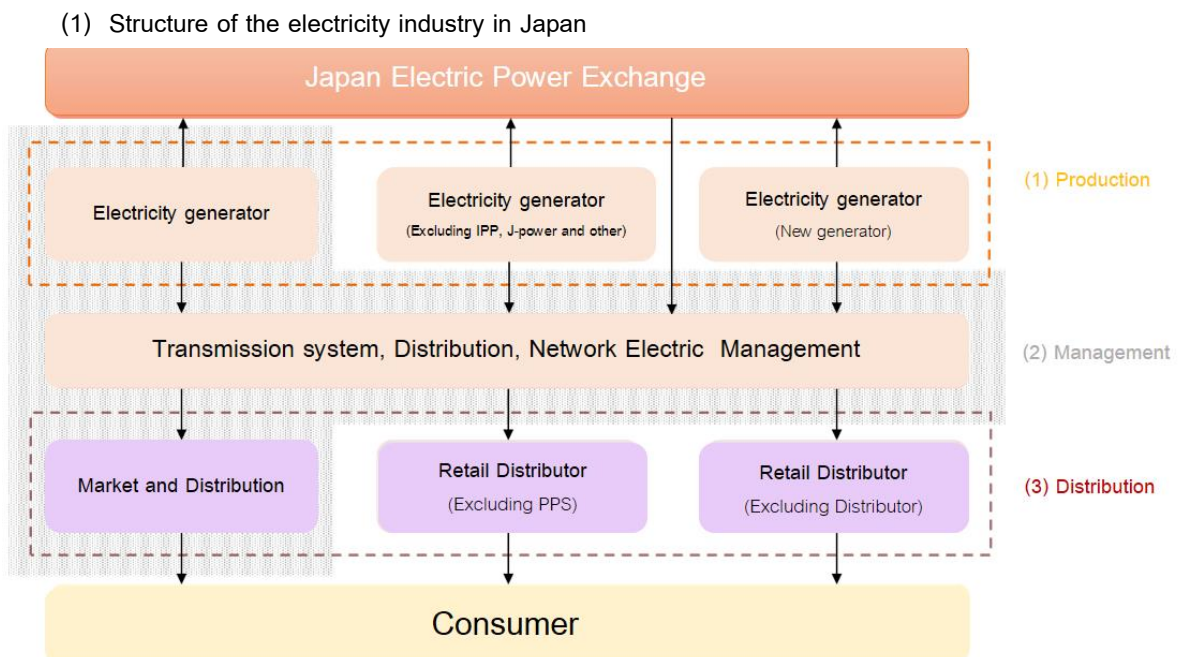 (1) Structure of the electricity industry in Japan
Japan Electric Power Exchange
Electricity generator
Electricity generator
(Excluding IPP, J-power and other)
Electricity generator
(New generator)
(1) Production
Transmission system, Distribution, Network Electric Management
(2) Management
Market and Distribution
Retail Distributor
(Excluding PPS)
Retail Distributor
(Excluding Distributor)
(3) Distribution
Consumer